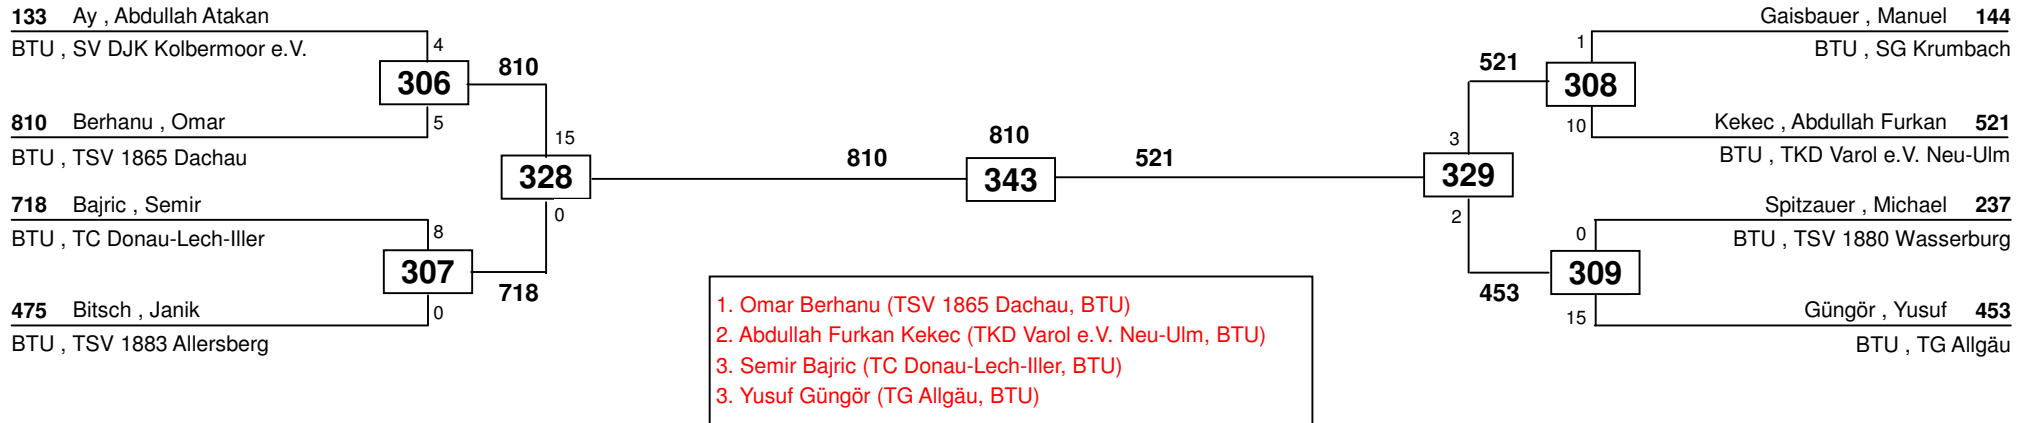 133 Ay , Abdullah Atakan
BTU , SV DJK Kolbermoor e.V.
4
306
810
5
810 Berhanu , Omar
BTU , TSV 1865 Dachau
15
328
0
718 Bajric , Semir
BTU , TC Donau-Lech-Iller
8
307
718
0
475 Bitsch , Janik
BTU , TSV 1883 Allersberg
810
810
343
521
Gaisbauer , Manuel 144
BTU , SG Krumbach
1
521
308
10
Kekec , Abdullah Furkan 521
BTU , TKD Varol e.V. Neu-Ulm
3
329
2
Spitzauer , Michael 237
BTU , TSV 1880 Wasserburg
0
309
453
15
Güngör , Yusuf 453
BTU , TG Allgäu
1. Omar Berhanu (TSV 1865 Dachau, BTU)
2. Abdullah Furkan Kekec (TKD Varol e.V. Neu-Ulm, BTU)
3. Semir Bajric (TC Donau-Lech-Iller, BTU)
3. Yusuf Güngör (TG Allgäu, BTU)